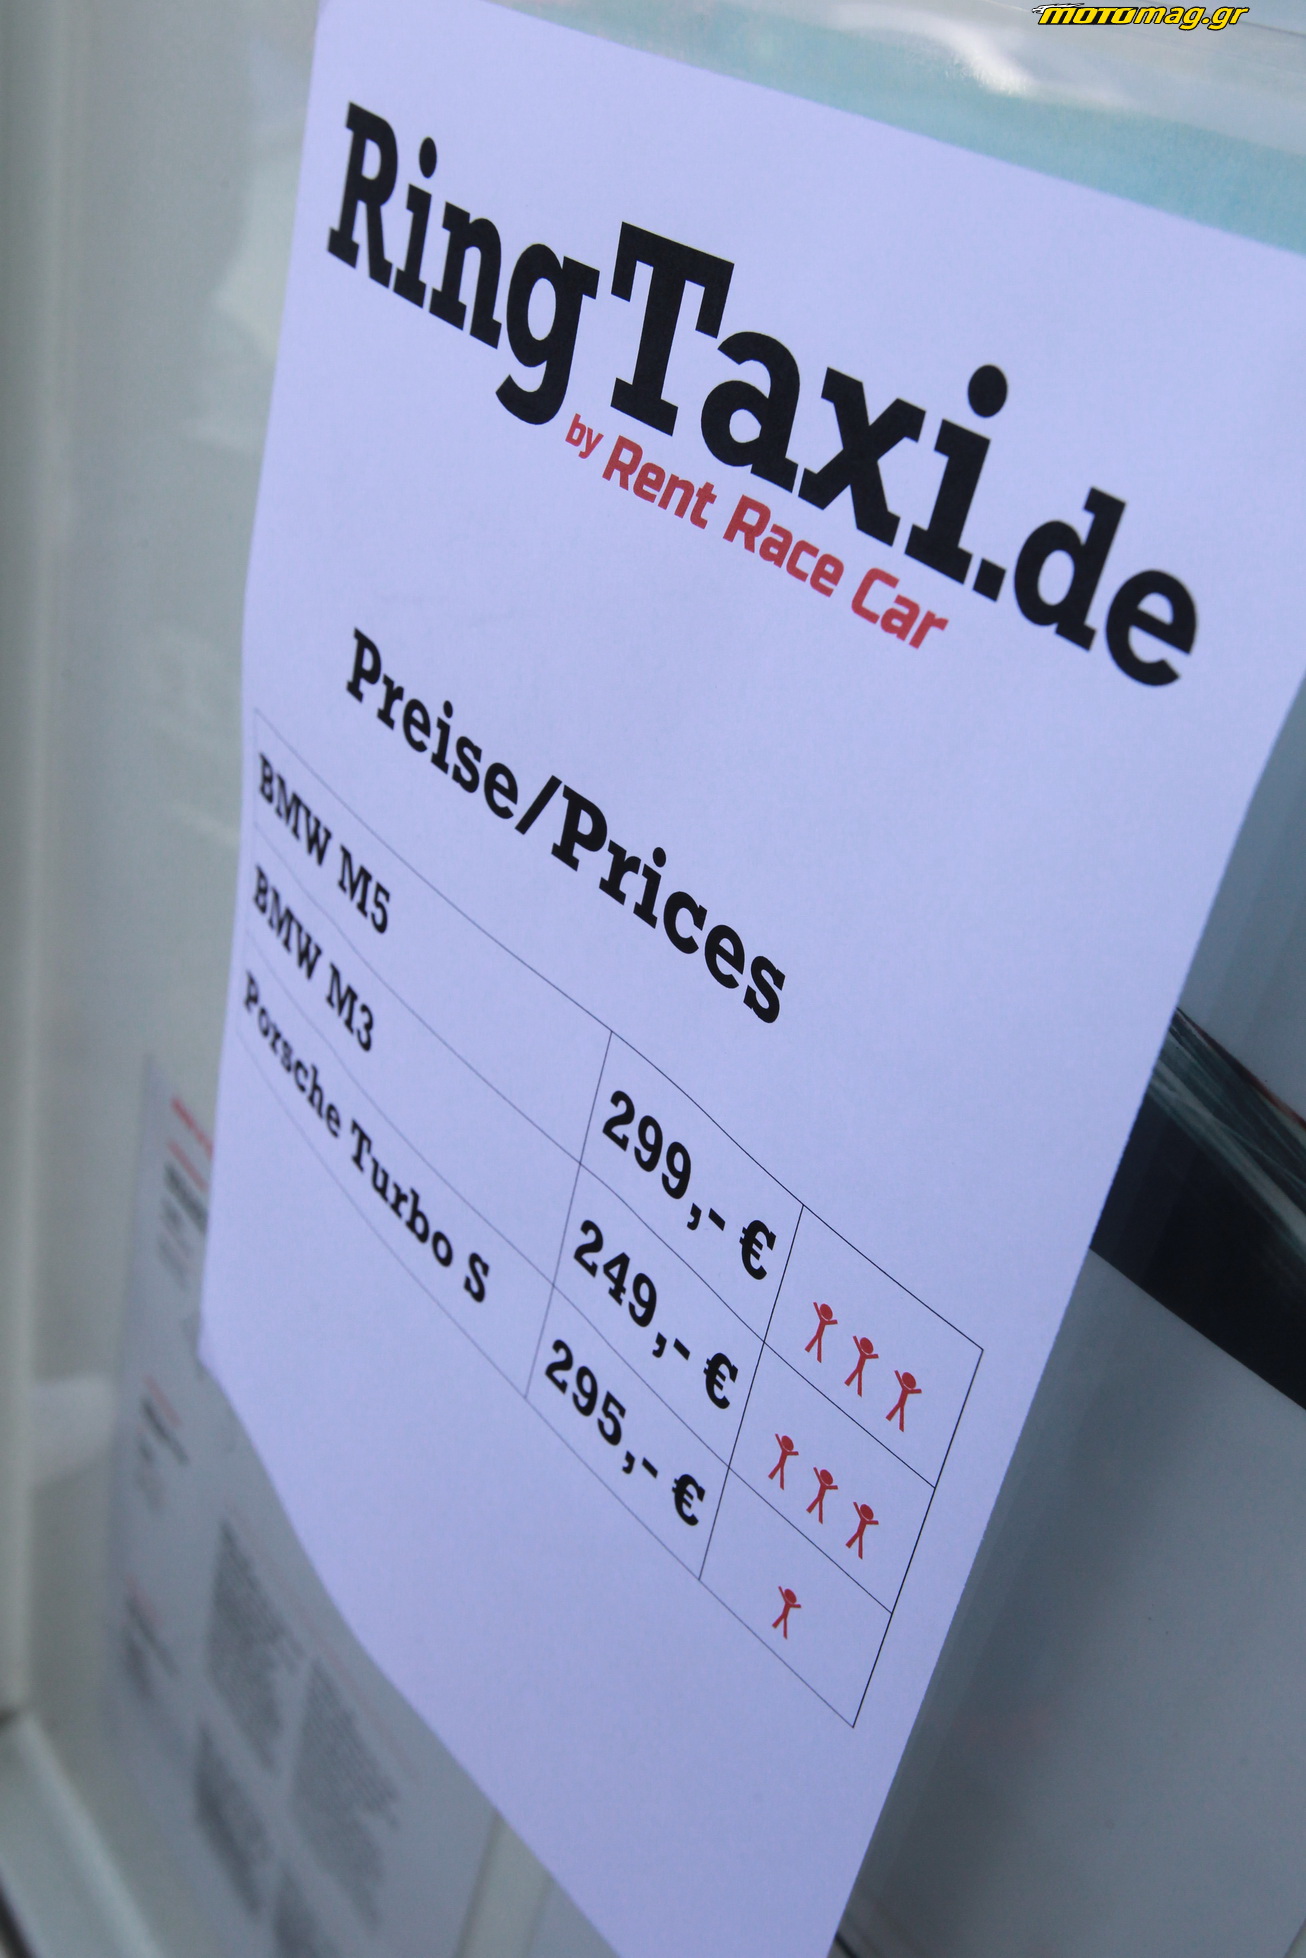 MOTOmag.gr
RingTaxi.de
by Rent Race Car
Preise/Prices
BMW M5 299,- €
BMW M3 249,- €
Porsche Turbo S 295,- €